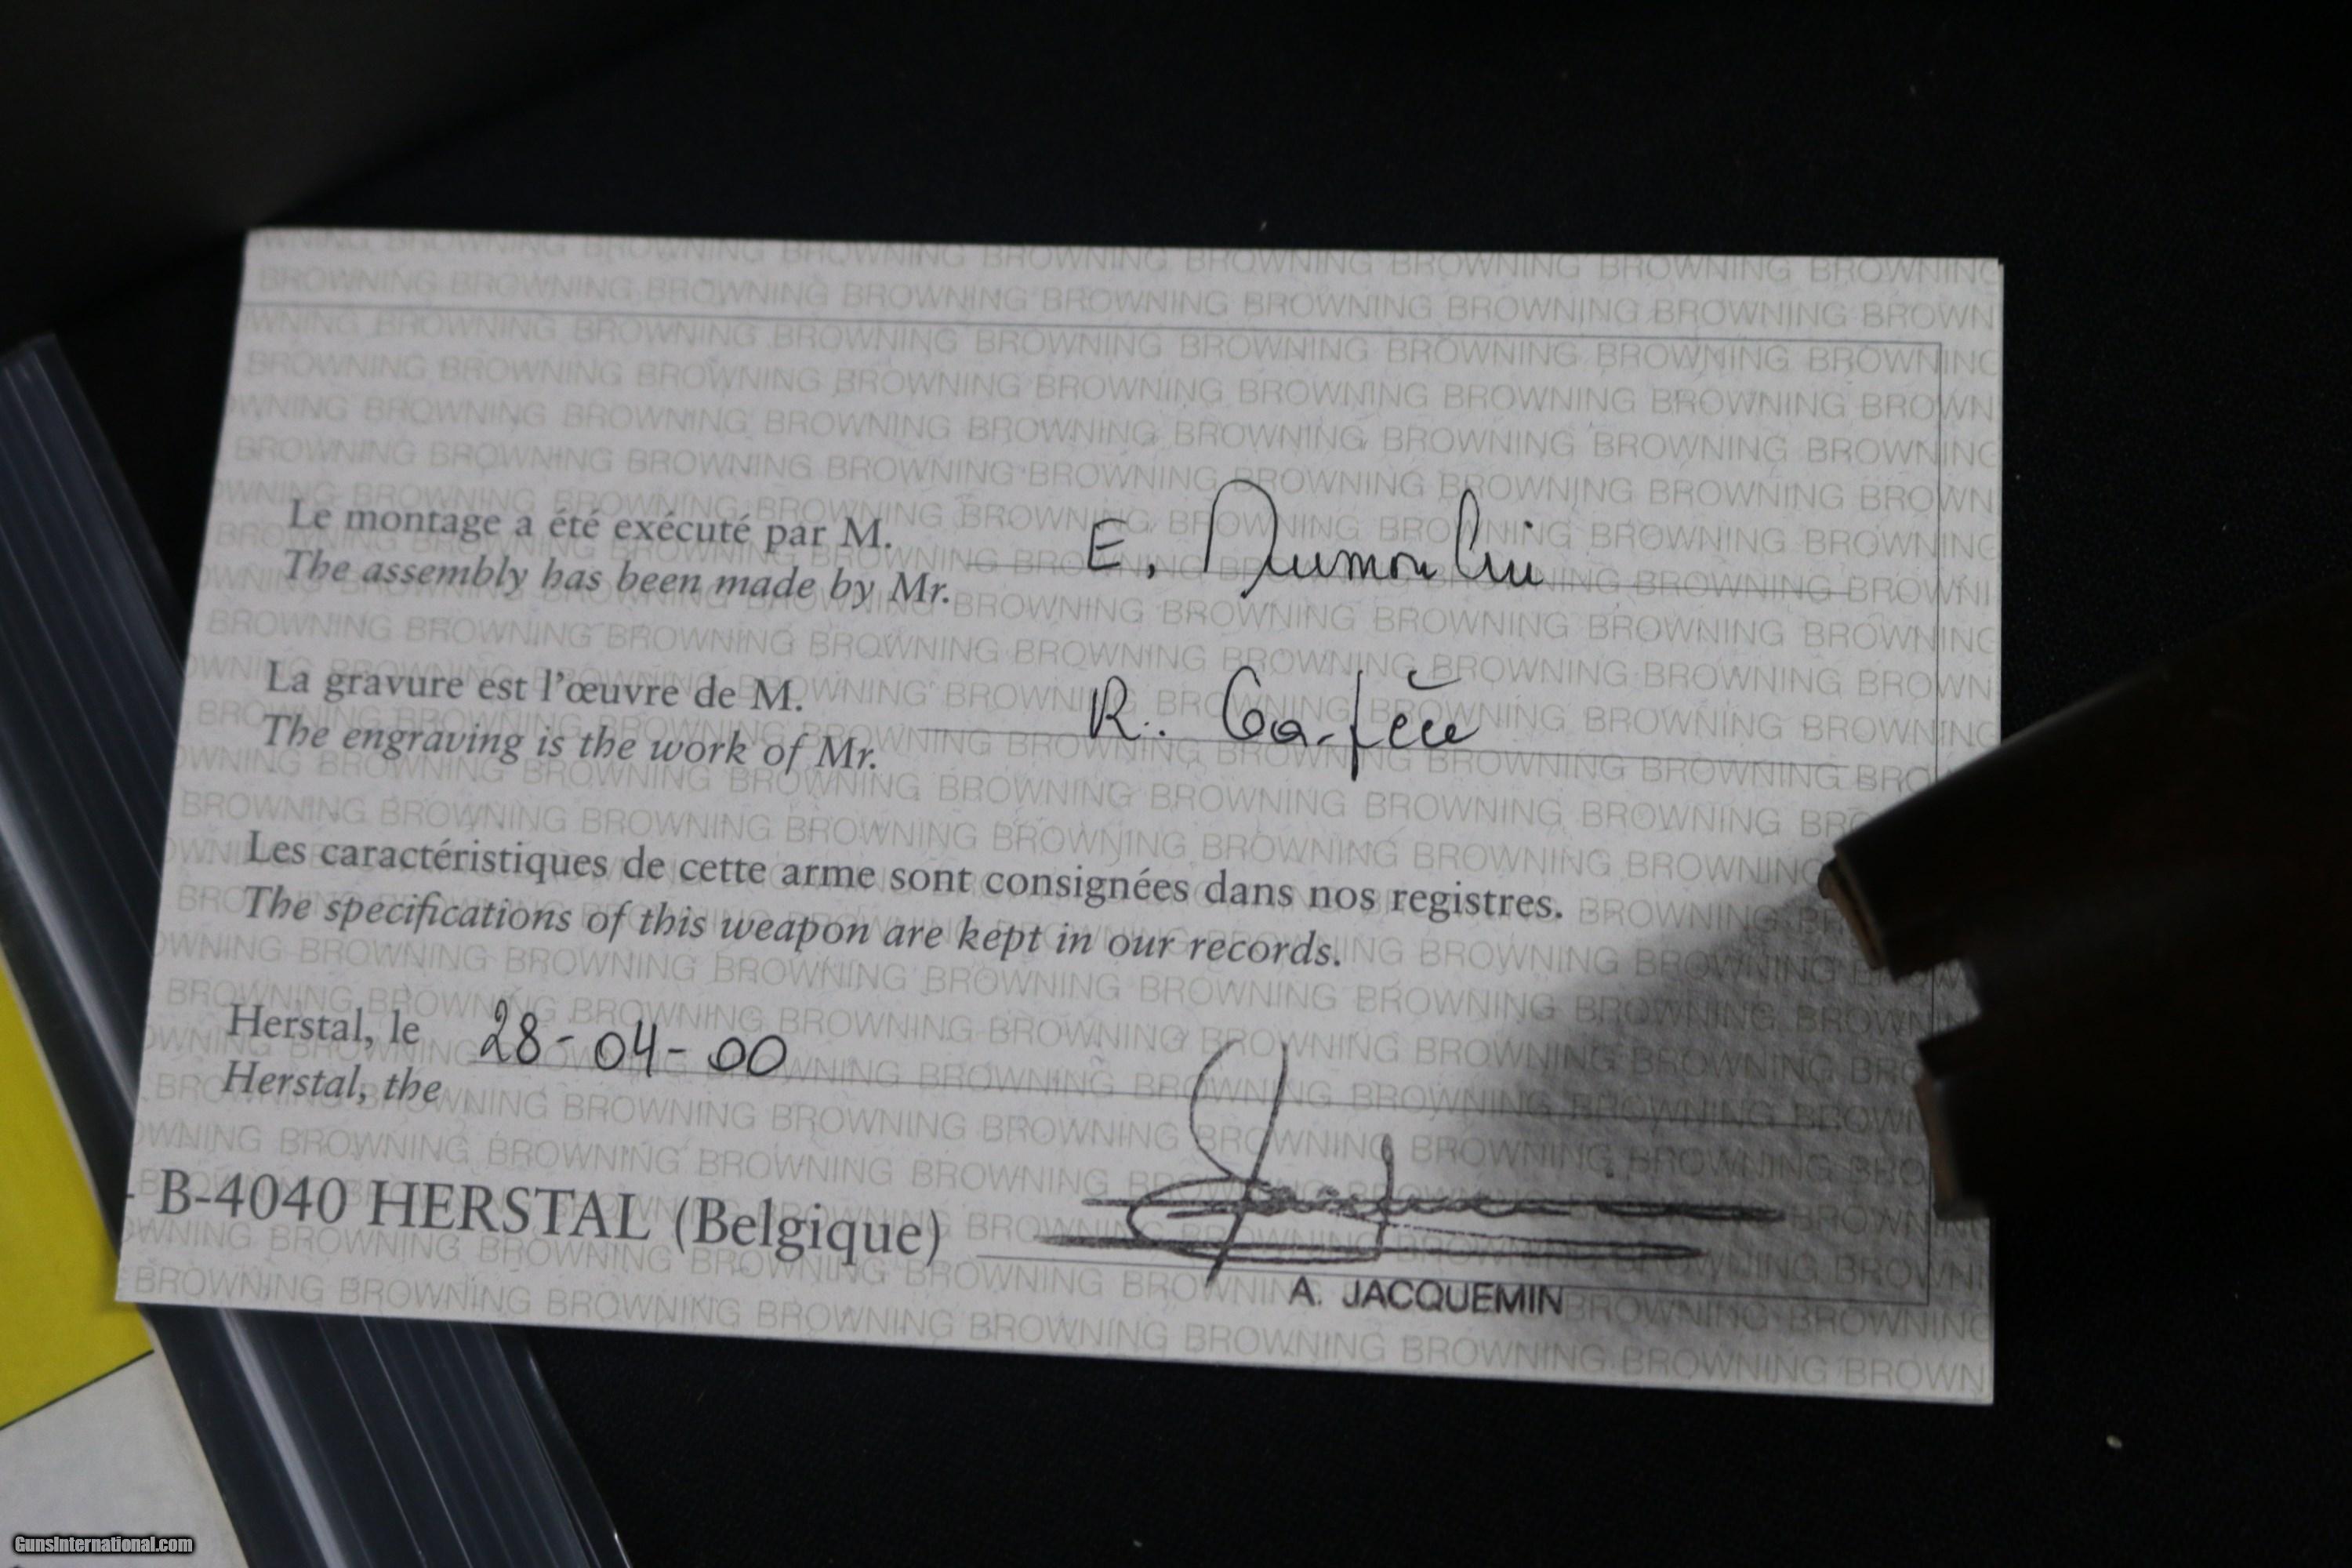 Le montage a été exécuté par M. E. Dumoulin
The assembly has been made by Mr.
La gravure est l'œuvre de M. R.
The engraving is the work of Mr.
Les caractéristiques de cette arme sont consignées dans nos registres.
The specifications of this weapon are kept in our records.
Herstal, le 28-04-00
Herstal, the
- B-4040 HERSTAL (Belgique)
A. JACQUEMIN
BROWNING
GunsInternational.com